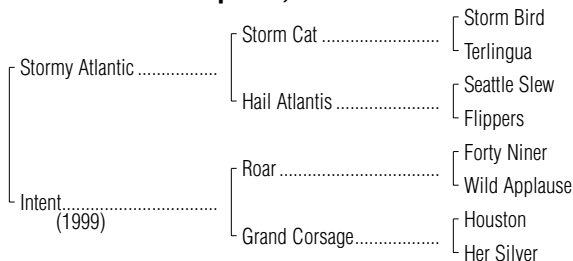 Storm Bird
Storm Cat ..............................
Terlingua
Stormy Atlantic ....................
Seattle Slew
Hail Atlantis ..........................
Flippers
Forty Niner
Roar ........................................
Wild Applause
Intent.......................................
(1999)
Houston
Grand Corsage.....................
Her Silver